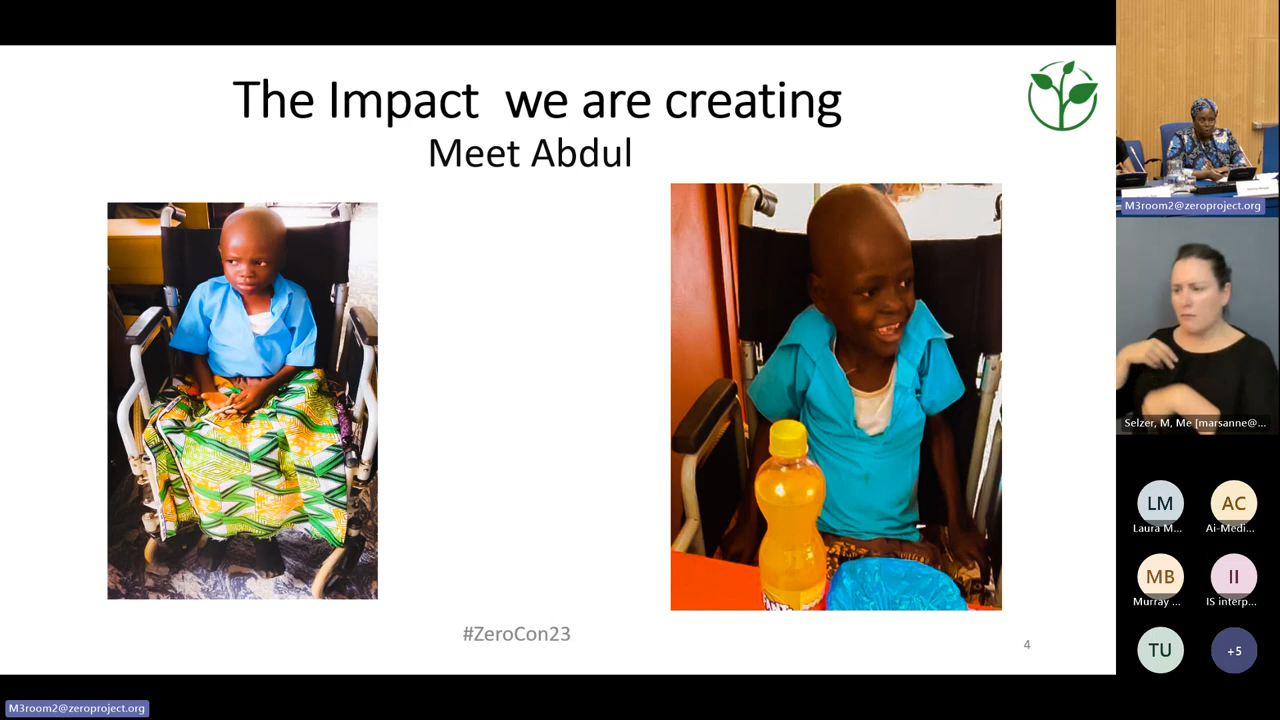 The Impact we are creating
Meet Abdul
#ZeroCon23
4
M3room2@zeroproject.org
Selzer, M, Me [marsanne@...
LM
Laura M...
AC
Ai-Medi...
MB
Murray ...
II
IS interp...
TU
+5
M3room2@zeroproject.org